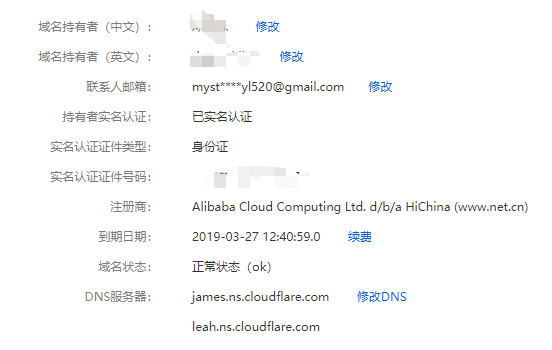 域名持有者（中文）： 修改
域名持有者（英文）： 修改
联系人邮箱： myst****yl520@gmail.com 修改
持有者实名认证： 已实名认证
实名认证证件类型： 身份证
实名认证证件号码：
注册商： Alibaba Cloud Computing Ltd. d/b/a HiChina (www.net.cn)
到期日期： 2019-03-27 12:40:59.0 续费
域名状态： 正常状态（ok）
DNS服务器： james.ns.cloudflare.com 修改DNS
leah.ns.cloudflare.com